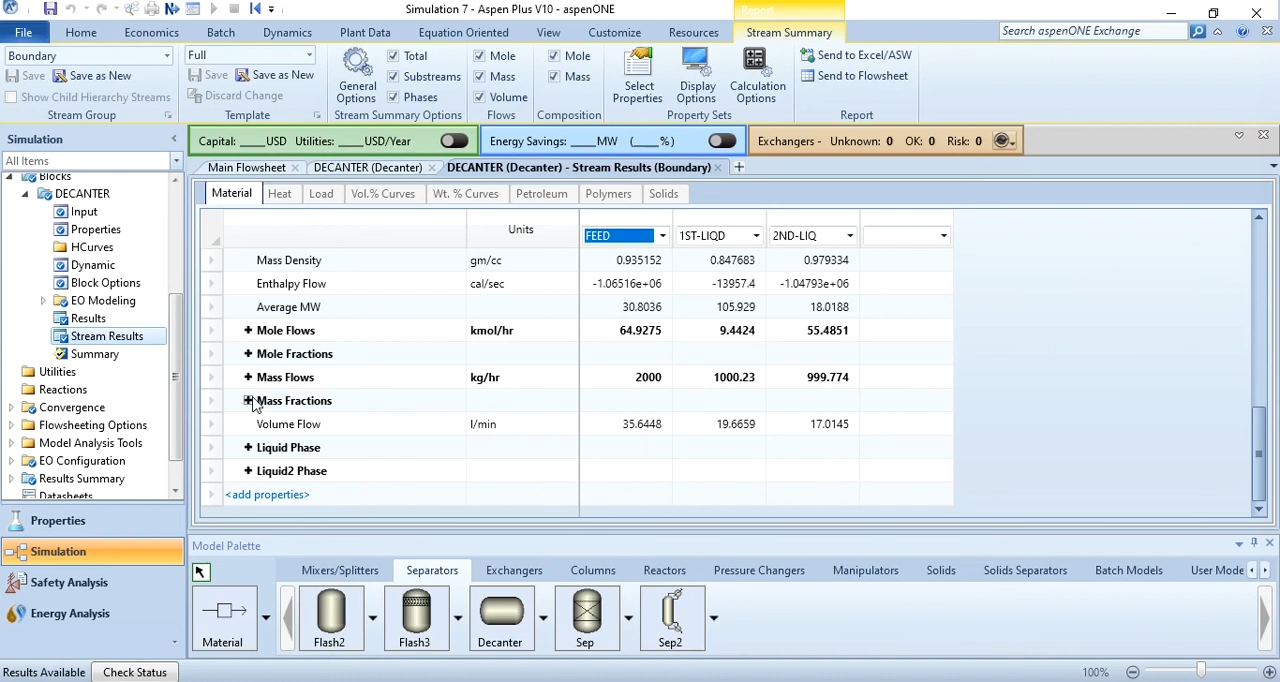 Simulation 7 - Aspen Plus V10 - aspenONE
Report
File Home Economics Batch Dynamics Plant Data Equation Oriented View Customize Resources Stream Summary
Search aspenONE Exchange
Boundary
Save Save as New
Show Child Hierarchy Streams
Stream Group
Full
Save Save as New
Discard Change
Template
General Options
Total
Substreams
Phases
Stream Summary Options
Mole
Mass
Volume
Flows
Mole
Mass
Composition
Select Properties
Display Options
Calculation Options
Property Sets
Send to Excel/ASW
Send to Flowsheet
Report
Simulation
Capital: ____USD Utilities: ____USD/Year
Energy Savings: ____MW (____%)
Exchangers - Unknown: 0 OK: 0 Risk: 0
All Items
Main Flowsheet DECANTER (Decanter) DECANTER (Decanter) - Stream Results (Boundary)
Blocks
DECANTER
Input
Properties
HCurves
Dynamic
Block Options
EO Modeling
Results
Stream Results
Summary
Utilities
Reactions
Convergence
Flowsheeting Options
Model Analysis Tools
EO Configuration
Results Summary
Datasheets
Properties
Simulation
Safety Analysis
Energy Analysis
Material Heat Load Vol.% Curves Wt. % Curves Petroleum Polymers Solids
Units FEED 1ST-LIQD 2ND-LIQ
Mass Density gm/cc 0.935152 0.847683 0.979334
Enthalpy Flow cal/sec -1.06516e+06 -13957.4 -1.04793e+06
Average MW 30.8036 105.929 18.0188
+ Mole Flows kmol/hr 64.9275 9.4424 55.4851
+ Mole Fractions
+ Mass Flows kg/hr 2000 1000.23 999.774
+ Mass Fractions
Volume Flow l/min 35.6448 19.6659 17.0145
+ Liquid Phase
+ Liquid2 Phase
<add properties>
Model Palette
Mixers/Splitters Separators Exchangers Columns Reactors Pressure Changers Manipulators Solids Solids Separators Batch Models User Mode
Material Flash2 Flash3 Decanter Sep Sep2
Results Available Check Status
100%